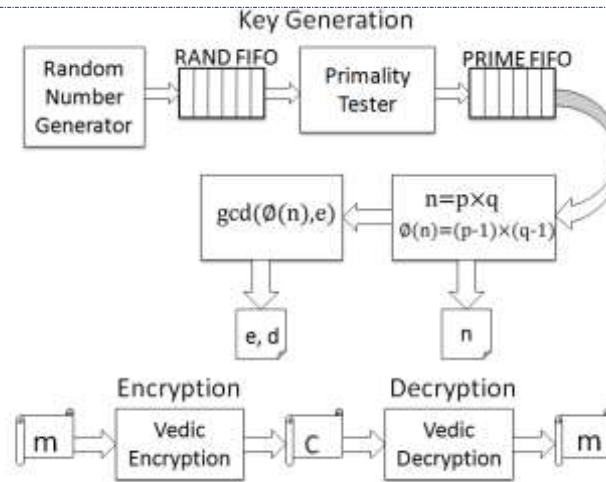 Key Generation
RAND FIFO
PRIME FIFO
Random
Number
Generator
Primality
Tester
gcd(Ø(n),e)
n=p×q
Ø(n)=(p-1)×(q-1)
e, d
n
Encryption
Decryption
m
Vedic
Encryption
C
Vedic
Decryption
m